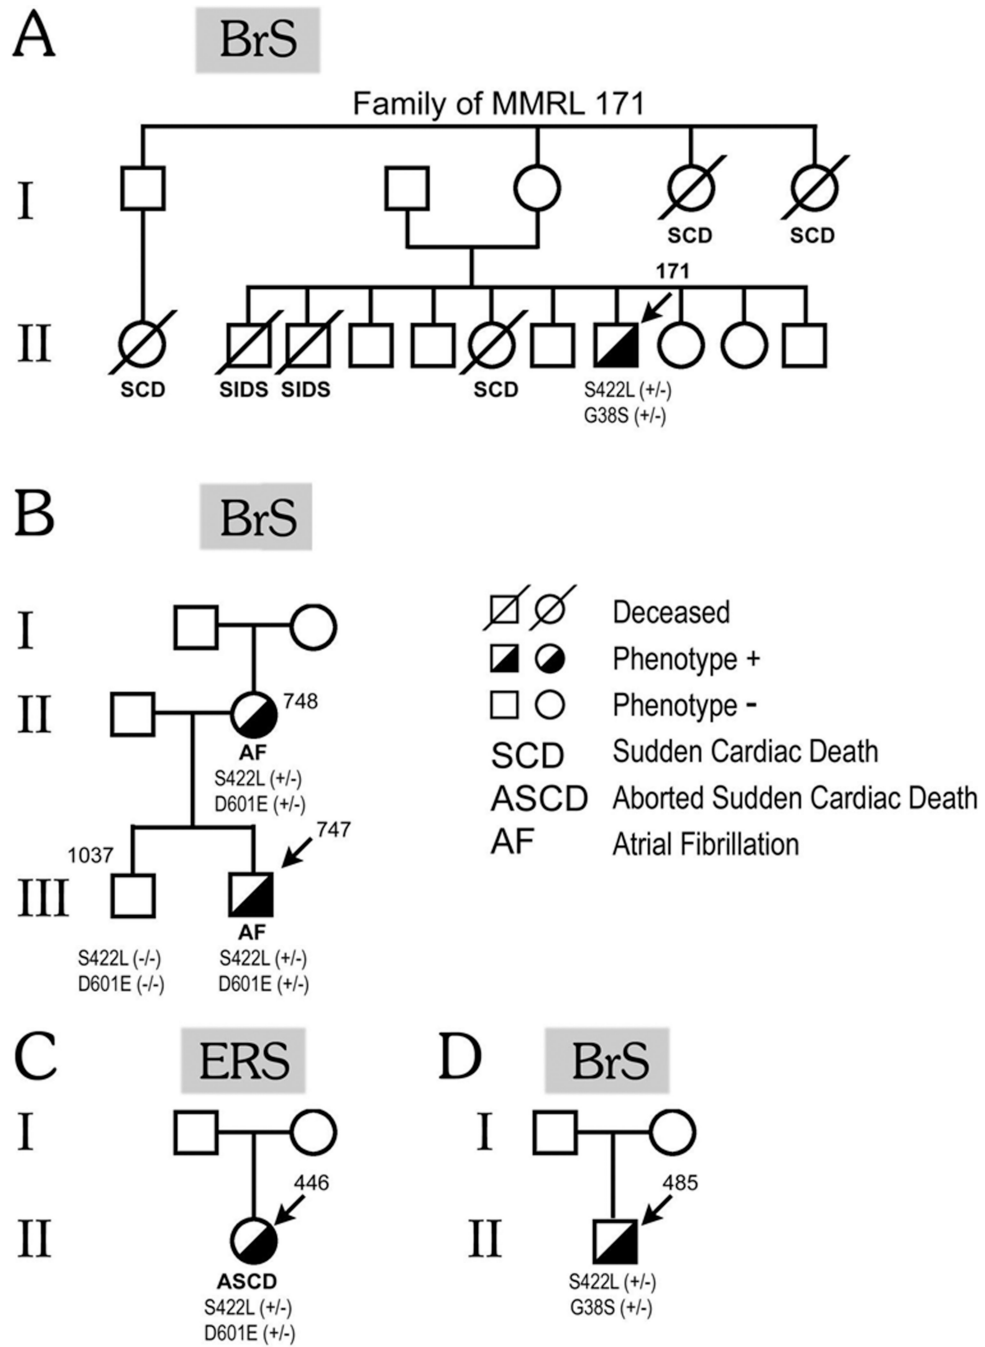 A
BrS
Family of MMRL 171
I
SCD
SCD
171
II
SCD
SIDS
SIDS
SCD
S422L (+/-)
G38S (+/-)
B
BrS
I
II
748
AF
S422L (+/-)
D601E (+/-)
747
1037
III
AF
S422L (-/-)
D601E (-/-)
S422L (+/-)
D601E (+/-)
Deceased
Phenotype +
Phenotype -
SCD Sudden Cardiac Death
ASCD Aborted Sudden Cardiac Death
AF Atrial Fibrillation
C
ERS
I
446
II
ASCD
S422L (+/-)
D601E (+/-)
D
BrS
I
485
II
S422L (+/-)
G38S (+/-)